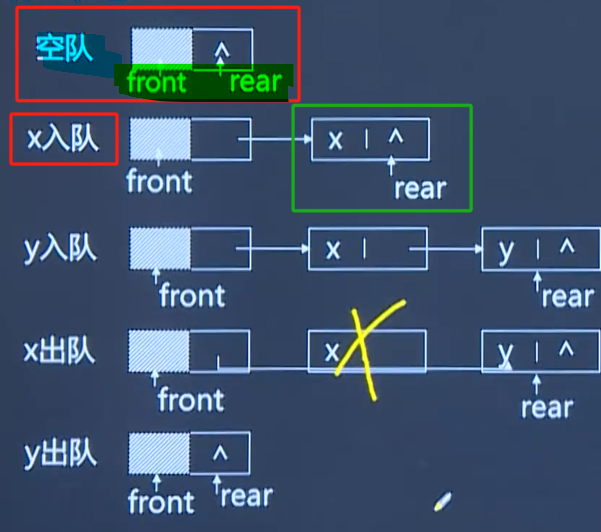 空队 ^
front rear
x入队 x ^
front rear
y入队 x y ^
front rear
x出队 x y ^
front rear
y出队 ^
front rear